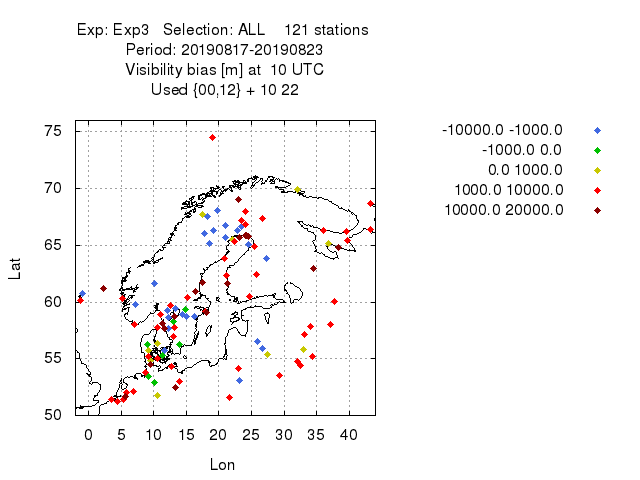 Exp: Exp3   Selection: ALL    121 stations
Period: 20190817-20190823
Visibility bias [m] at  10 UTC
Used {00,12} + 10 22
-10000.0 -1000.0
-1000.0 0.0
0.0 1000.0
1000.0 10000.0
10000.0 20000.0
75
70
65
60
55
50
Lat
0 5 10 15 20 25 30 35 40
Lon